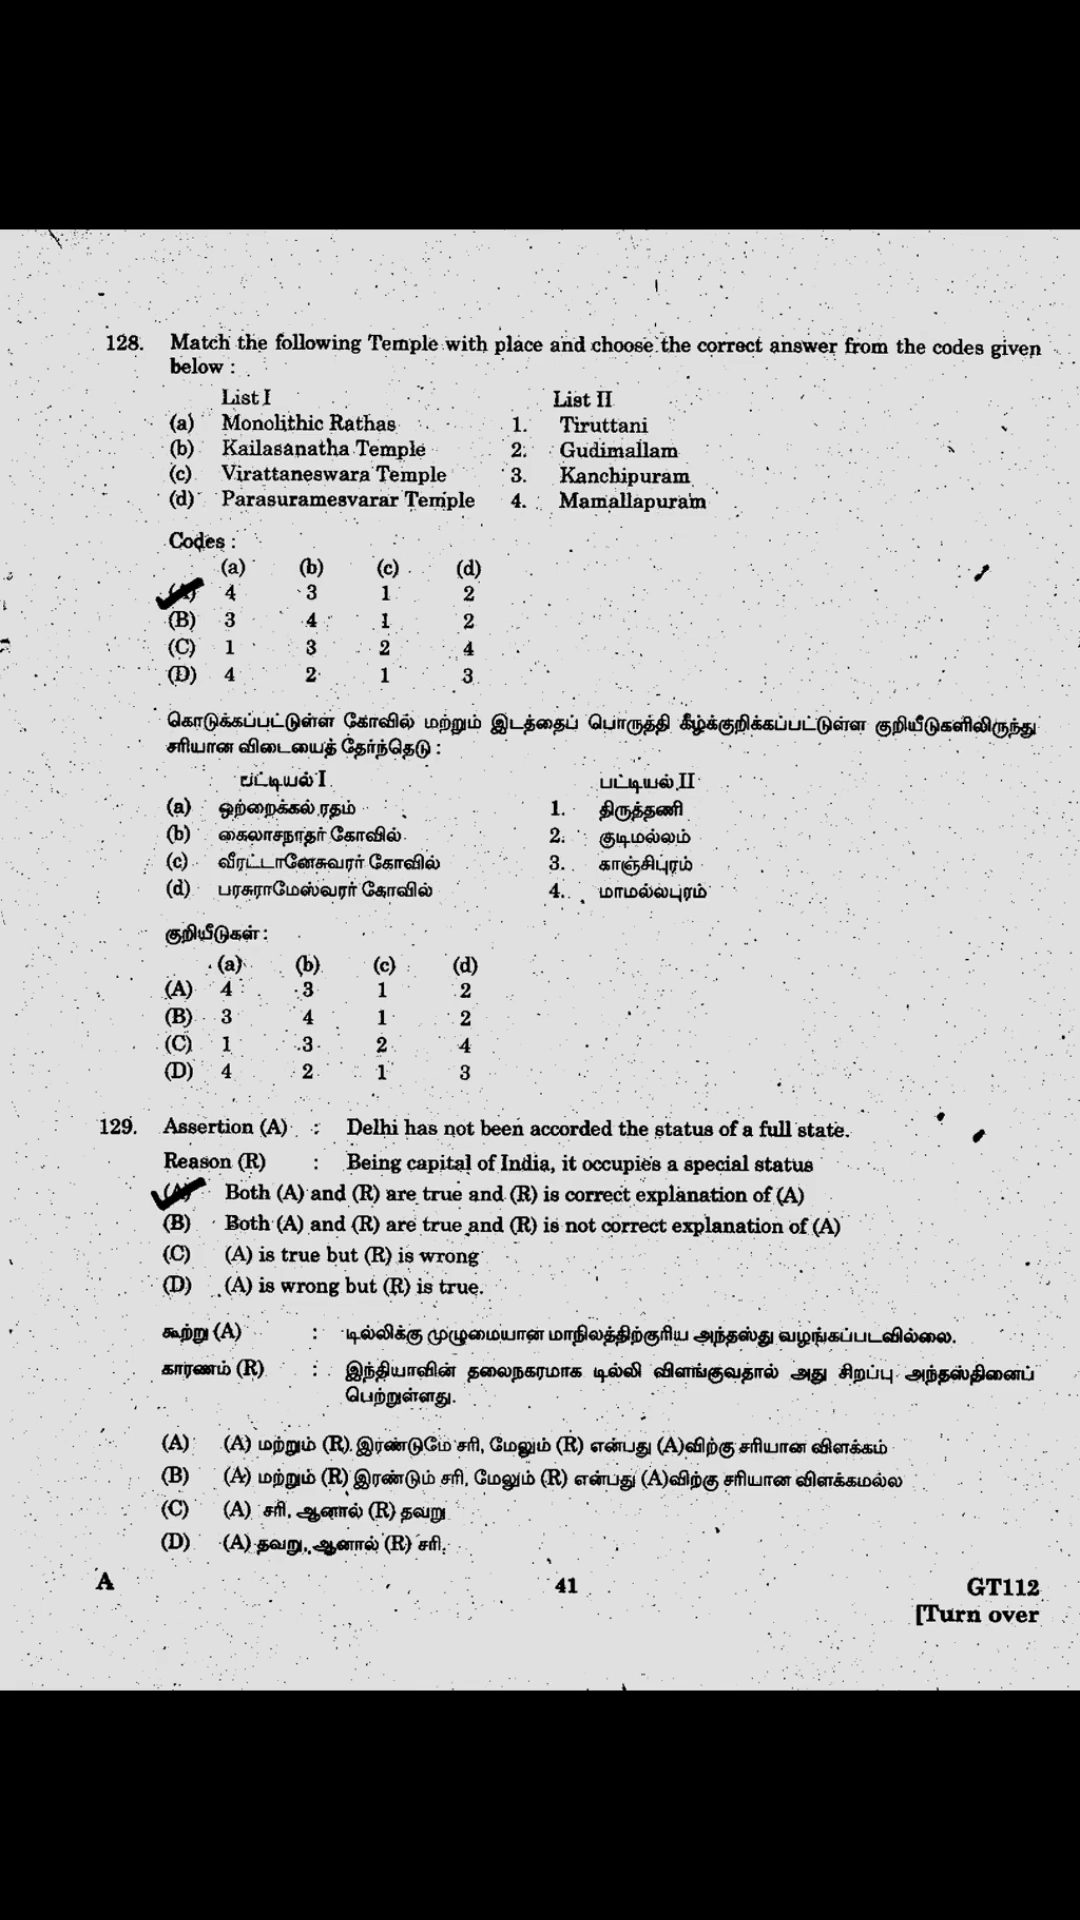 128. Match the following Temple with place and choose the correct answer from the codes given
below :
List I List II
(a) Monolithic Rathas 1. Tiruttani
(b) Kailasanatha Temple 2. Gudimallam
(c) Virattaneswara Temple 3. Kanchipuram
(d) Parasuramesvarar Temple 4. Mamallapuram
Codes :
(a) (b) (c) (d)
(A) 4 3 1 2
(B) 3 4 1 2
(C) 1 3 2 4
(D) 4 2 1 3
கொடுக்கப்பட்டுள்ள கோவில் மற்றும் இடத்தைப் பொருத்தி கீழ்க்குறிக்கப்பட்டுள்ள குறியீடுகளிலிருந்து
சரியான விடையைத் தேர்ந்தெடு :
பட்டியல் I பட்டியல் II
(a) ஒற்றைக்கல் ரதம் 1. திருத்தணி
(b) கைலாசநாதர் கோவில் 2. குடிமல்லம்
(c) வீரட்டானேசுவரர் கோவில் 3. காஞ்சிபுரம்
(d) பரசுராமேஸ்வரர் கோவில் 4. மாமல்லபுரம்
குறியீடுகள் :
(a) (b) (c) (d)
(A) 4 3 1 2
(B) 3 4 1 2
(C) 1 3 2 4
(D) 4 2 1 3
129. Assertion (A) : Delhi has not been accorded the status of a full state.
Reason (R) : Being capital of India, it occupies a special status
(A) Both (A) and (R) are true and (R) is correct explanation of (A)
(B) Both (A) and (R) are true and (R) is not correct explanation of (A)
(C) (A) is true but (R) is wrong
(D) (A) is wrong but (R) is true.
கூற்று (A) : டில்லிக்கு முழுமையான மாநிலத்திற்குரிய அந்தஸ்து வழங்கப்படவில்லை.
காரணம் (R) : இந்தியாவின் தலைநகரமாக டில்லி விளங்குவதால் அது சிறப்பு அந்தஸ்தினைப்
பெற்றுள்ளது.
(A) (A) மற்றும் (R) இரண்டுமே சரி, மேலும் (R) என்பது (A)விற்கு சரியான விளக்கம்
(B) (A) மற்றும் (R) இரண்டும் சரி, மேலும் (R) என்பது (A)விற்கு சரியான விளக்கமல்ல
(C) (A) சரி, ஆனால் (R) தவறு
(D) (A) தவறு, ஆனால் (R) சரி.
A 41 GT112
[Turn over